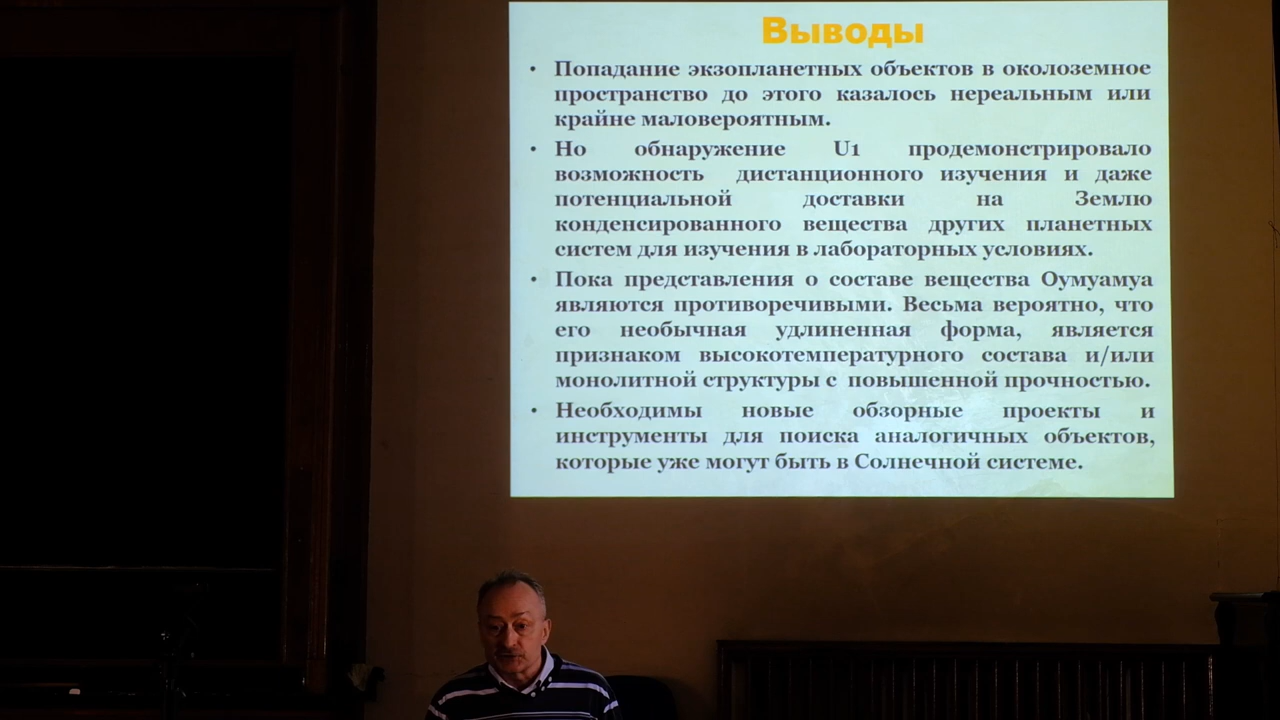 Выводы
• Попадание экзопланетных объектов в околоземное
пространство до этого казалось нереальным или
крайне маловероятным.
• Но обнаружение U1 продемонстрировало
возможность дистанционного изучения и даже
потенциальной доставки на Землю
конденсированного вещества других планетных
систем для изучения в лабораторных условиях.
• Пока представления о составе вещества Оумуамуа
являются противоречивыми. Весьма вероятно, что
его необычная удлиненная форма, является
признаком высокотемпературного состава и/или
монолитной структуры с повышенной прочностью.
• Необходимы новые обзорные проекты и
инструменты для поиска аналогичных объектов,
которые уже могут быть в Солнечной системе.